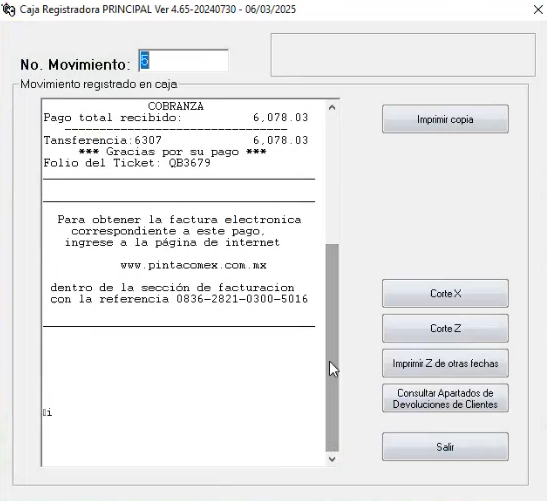 Caja Registradora PRINCIPAL Ver 4.65-20240730 - 06/03/2025
No. Movimiento: 5
Movimiento registrado en caja
COBRANZA
Pago total recibido: 6,078.03
Tansferencia:6307 6,078.03
*** Gracias por su pago ***
Folio del Ticket: QB3679
Para obtener la factura electronica
correspondiente a este pago,
ingrese a la página de internet
www.pintacomex.com.mx
dentro de la sección de facturacion
con la referencia 0836-2821-0300-5016
i
Imprimir copia
Corte X
Corte Z
Imprimir Z de otras fechas
Consultar Apartados de
Devoluciones de Clientes
Salir